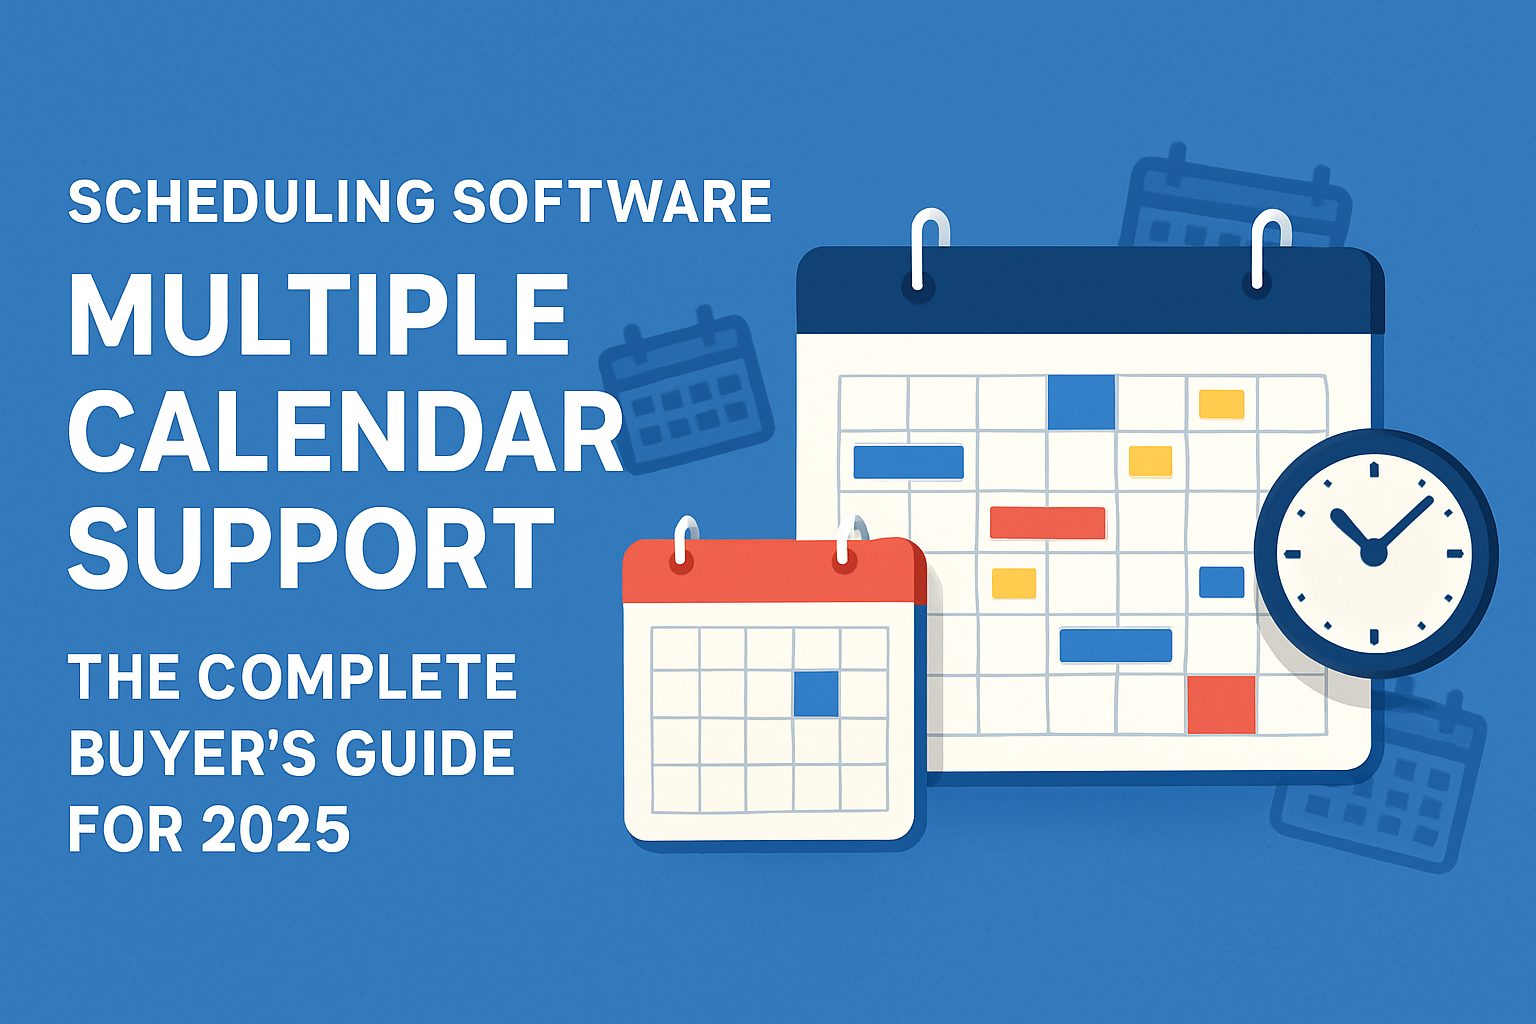 SCHEDULING SOFTWARE
MULTIPLE
CALENDAR
SUPPORT
THE COMPLETE
BUYER’S GUIDE
FOR 2025